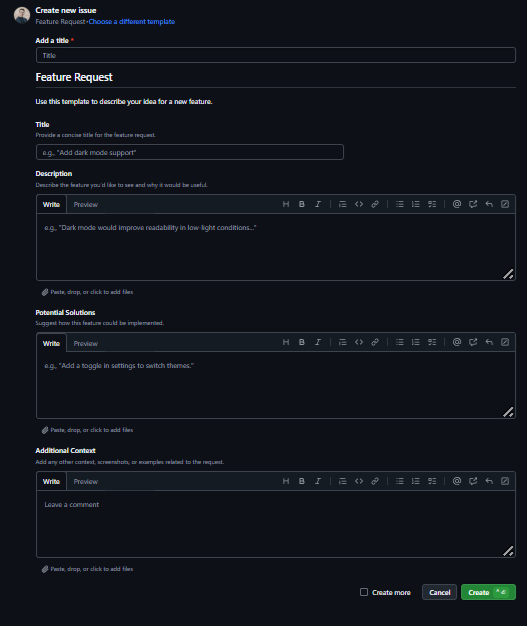 Create new issue
Feature Request•Choose a different template
Add a title *
Title
Feature Request
Use this template to describe your idea for a new feature.
Title
Provide a concise title for the feature request.
e.g., "Add dark mode support"
Description
Describe the feature you'd like to see and why it would be useful.
Write Preview
e.g., "Dark mode would improve readability in low-light conditions..."
Paste, drop, or click to add files
Potential Solutions
Suggest how this feature could be implemented.
Write Preview
e.g., "Add a toggle in settings to switch themes."
Paste, drop, or click to add files
Additional Context
Add any other context, screenshots, or examples related to the request.
Write Preview
Leave a comment
Paste, drop, or click to add files
Create more Cancel Create